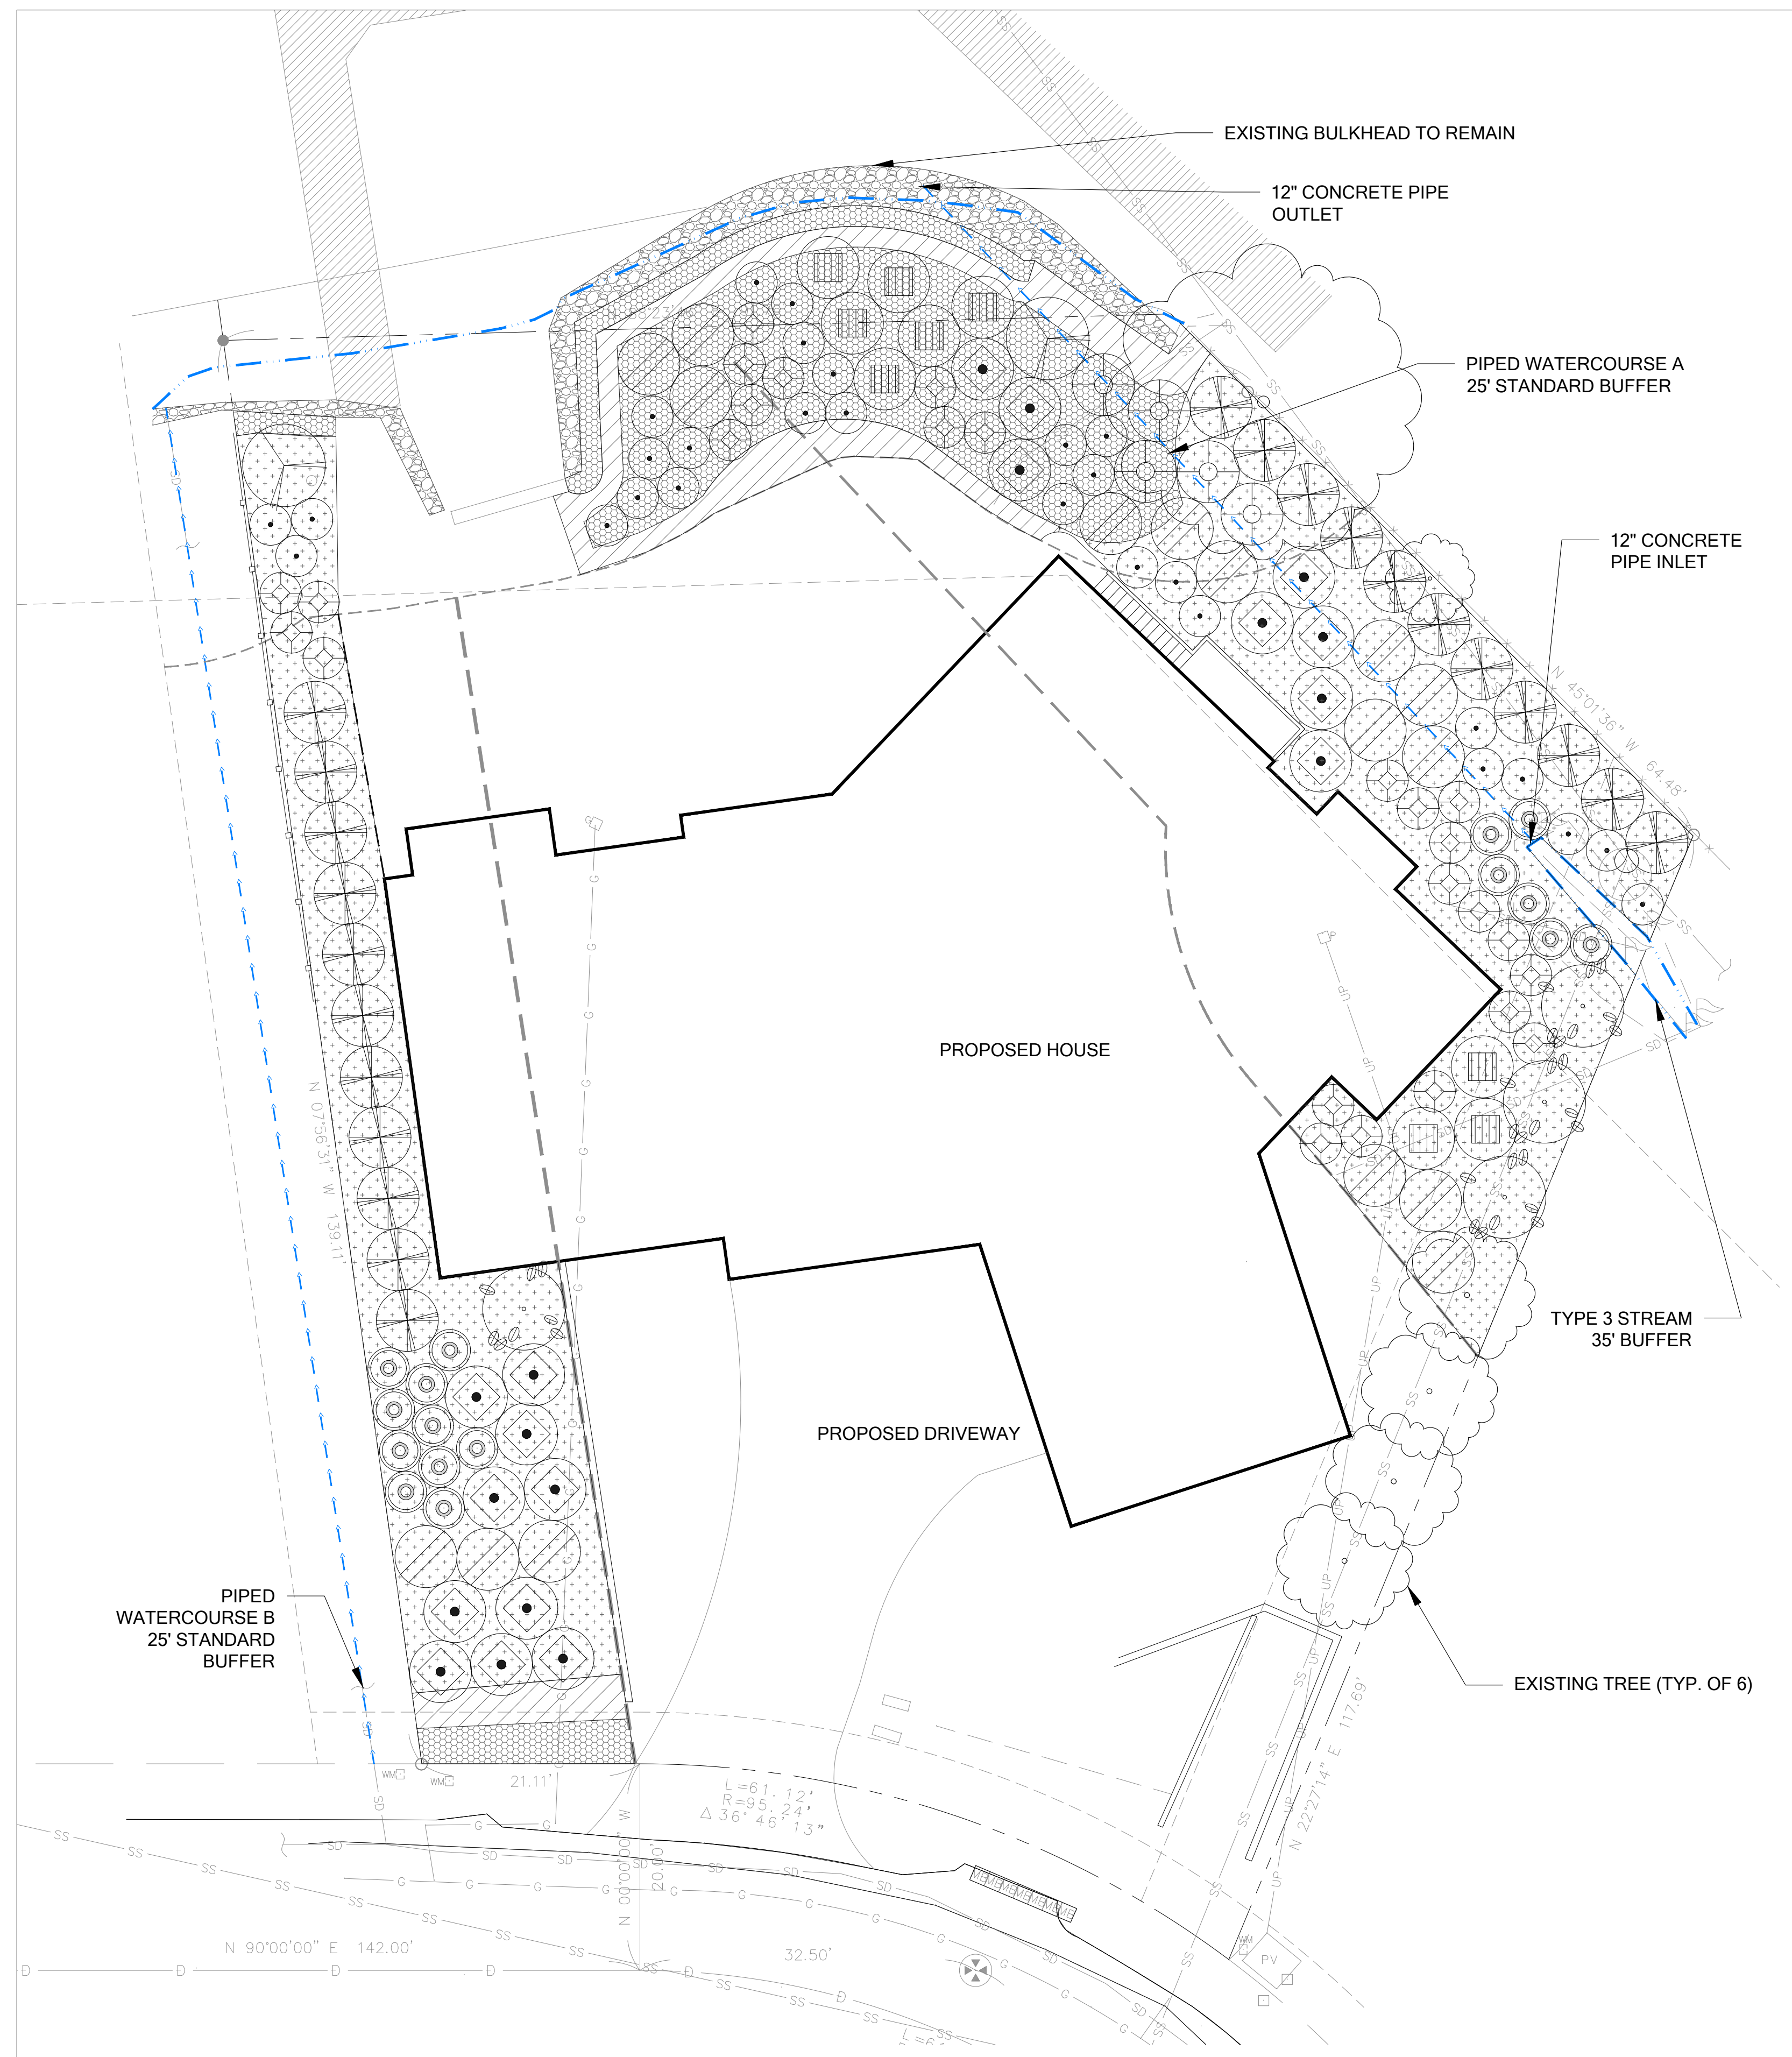 EXISTING BULKHEAD TO REMAIN
12" CONCRETE PIPE
OUTLET
PIPED WATERCOURSE A
25' STANDARD BUFFER
12" CONCRETE
PIPE INLET
N 45°01'36" W
64.48'
PROPOSED HOUSE
N 07°56'31" W 139.11'
TYPE 3 STREAM
35' BUFFER
PROPOSED DRIVEWAY
PIPED
WATERCOURSE B
25' STANDARD
BUFFER
EXISTING TREE (TYP. OF 6)
N 22°27'14" E 117.69'
WM
WM
21.11'
L=61.12'
R=95.24'
Δ 36°46'13"
N 00°00'00" W
20.00'
N 90°00'00" E 142.00'
32.50'
WM
PV